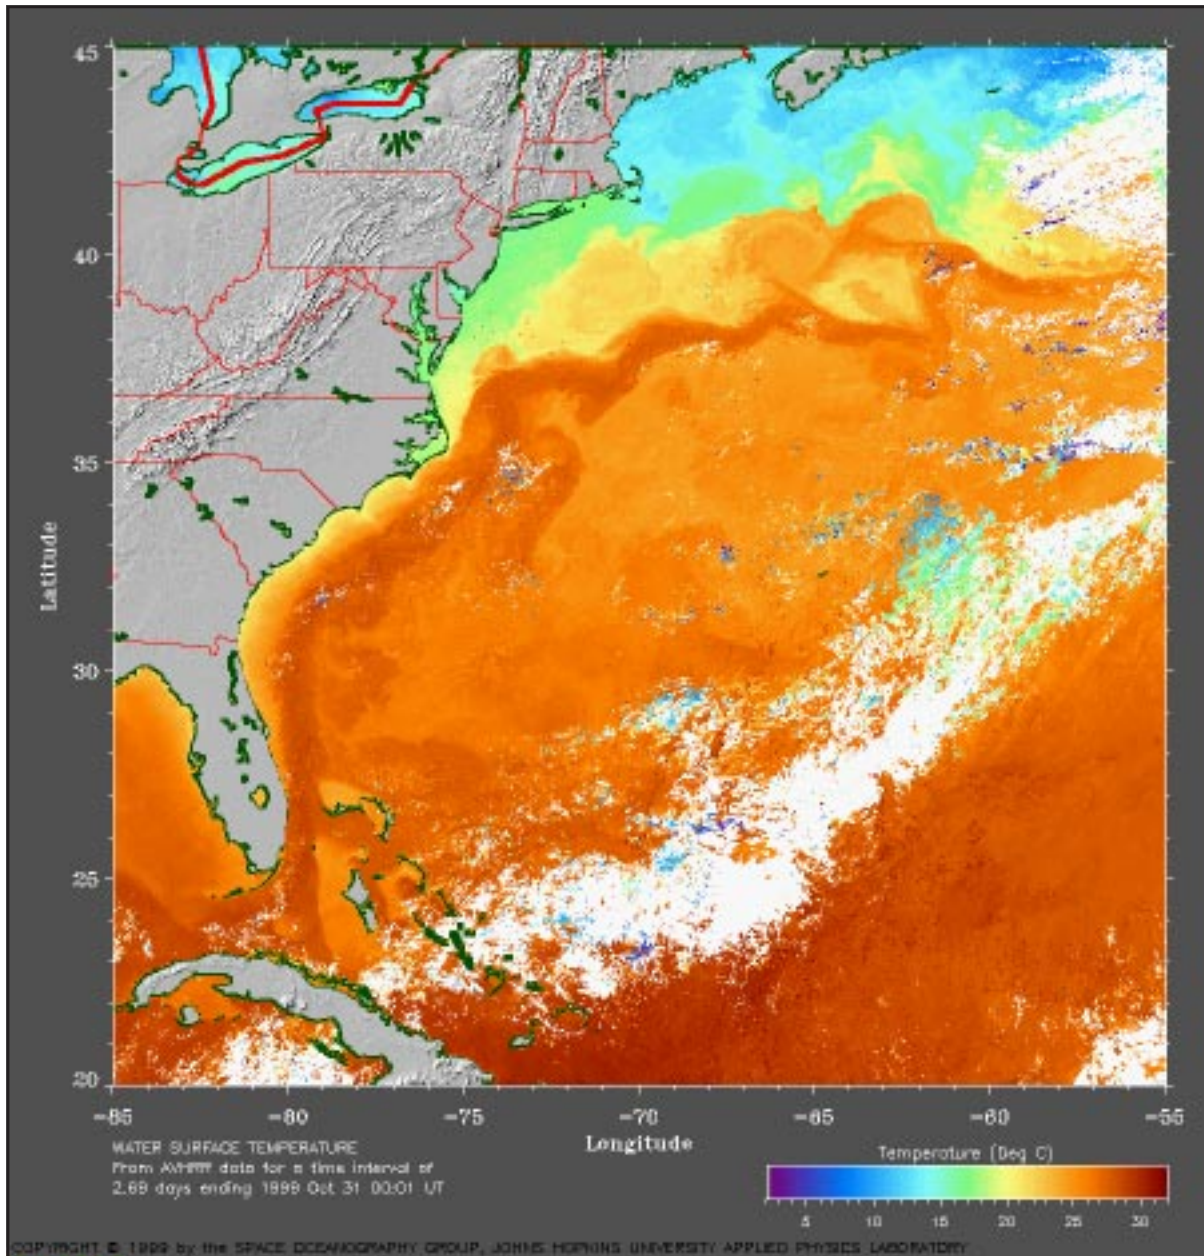 45
40
35
30
25
20
Latitude
-85 -80 -75 -70 -65 -60 -55
Longitude
WATER SURFACE TEMPERATURE
From AVHRR data for a time interval of
2.69 days ending 1999 Oct 31 00:01 UT
Temperature (Deg C)
5 10 15 20 25 30
COPYRIGHT © 1999 by the SPACE OCEANOGRAPHY GROUP, JOHNS HOPKINS UNIVERSITY APPLIED PHYSICS LABORATORY